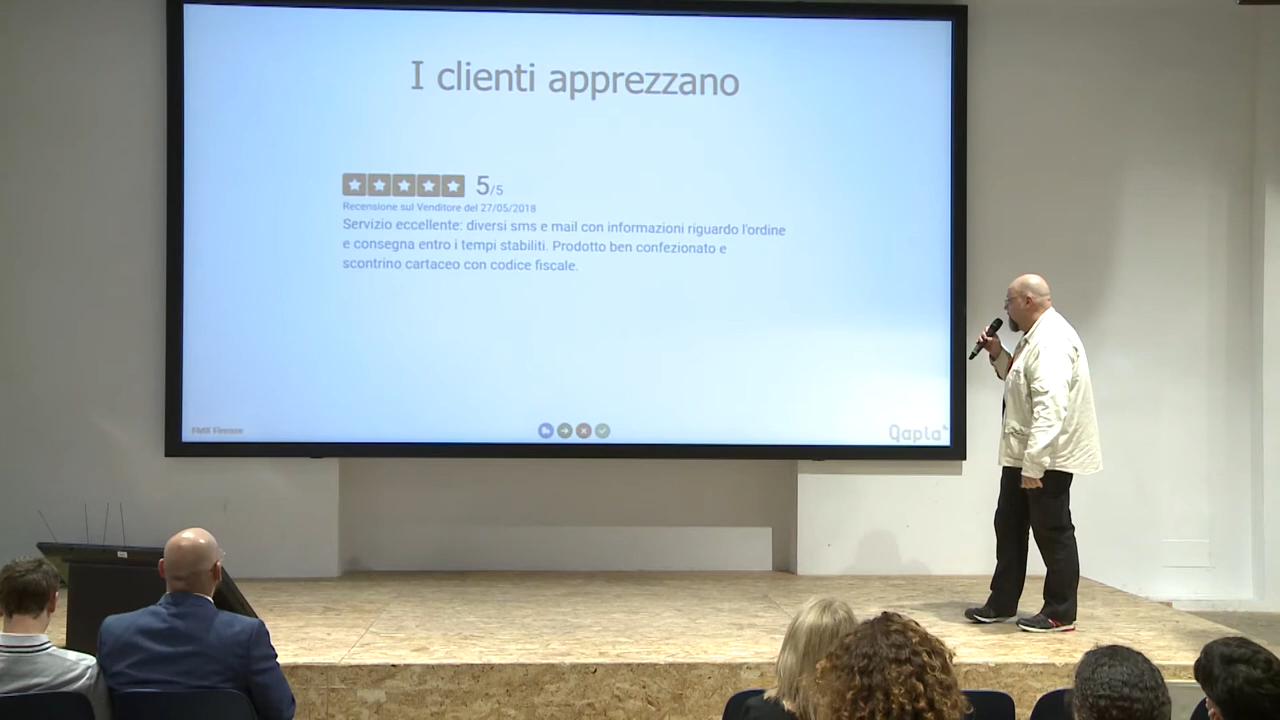 I clienti apprezzano
5/5
Recensione sul Venditore del 27/05/2018
Servizio eccellente: diversi sms e mail con informazioni riguardo l'ordine
e consegna entro i tempi stabiliti. Prodotto ben confezionato e
scontrino cartaceo con codice fiscale.
Qapla'